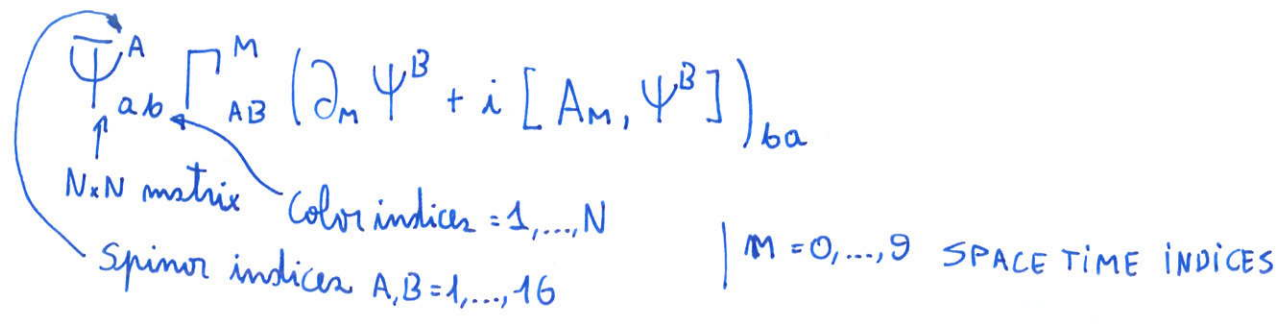 Ψ̄^A_{ab} Γ^M_{AB} (∂_M Ψ^B + i [A_M, Ψ^B])_{ba}
N×N matrix
Color indices = 1,...,N
Spinor indices A,B=1,...,16
| M = 0,...,9 SPACE TIME INDICES